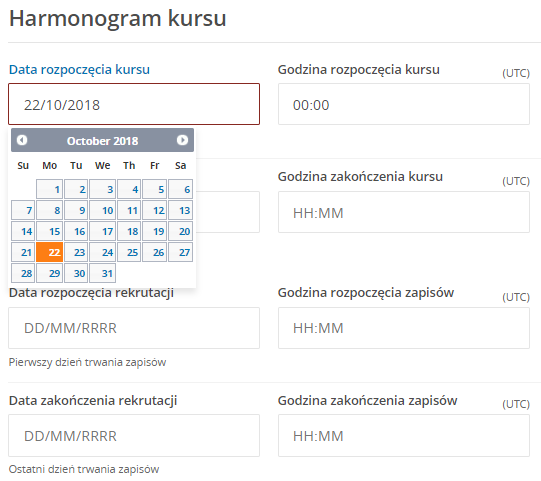 Harmonogram kursu
Data rozpoczęcia kursu
Godzina rozpoczęcia kursu (UTC)
22/10/2018
00:00
October 2018
Su Mo Tu We Th Fr Sa
1 2 3 4 5 6
7 8 9 10 11 12 13
14 15 16 17 18 19 20
21 22 23 24 25 26 27
28 29 30 31
Godzina zakończenia kursu (UTC)
HH:MM
Data rozpoczęcia rekrutacji
Godzina rozpoczęcia zapisów (UTC)
DD/MM/RRRR
HH:MM
Pierwszy dzień trwania zapisów
Data zakończenia rekrutacji
Godzina zakończenia zapisów (UTC)
DD/MM/RRRR
HH:MM
Ostatni dzień trwania zapisów